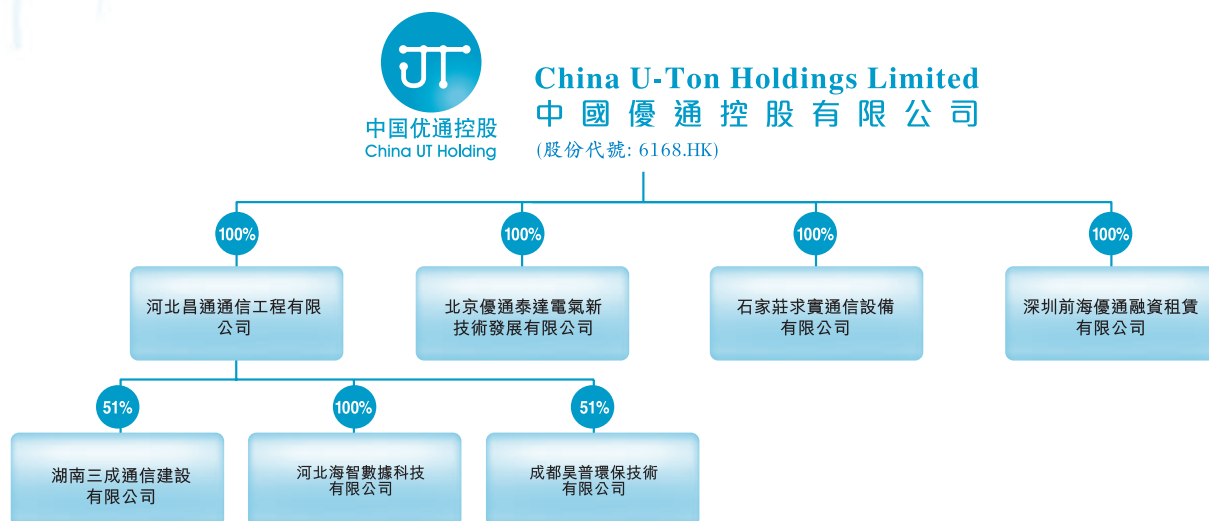 JT
中国优通控股
China UT Holding
China U-Ton Holdings Limited
中國優通控股有限公司
(股份代號: 6168.HK)
100%
100%
100%
100%
河北昌通通信工程有限
公司
北京優通泰達電氣新
技術發展有限公司
石家莊求實通信設備
有限公司
深圳前海優通融資租賃
有限公司
51%
100%
51%
湖南三成通信建設
有限公司
河北海智數據科技
有限公司
成都昊普環保技術
有限公司